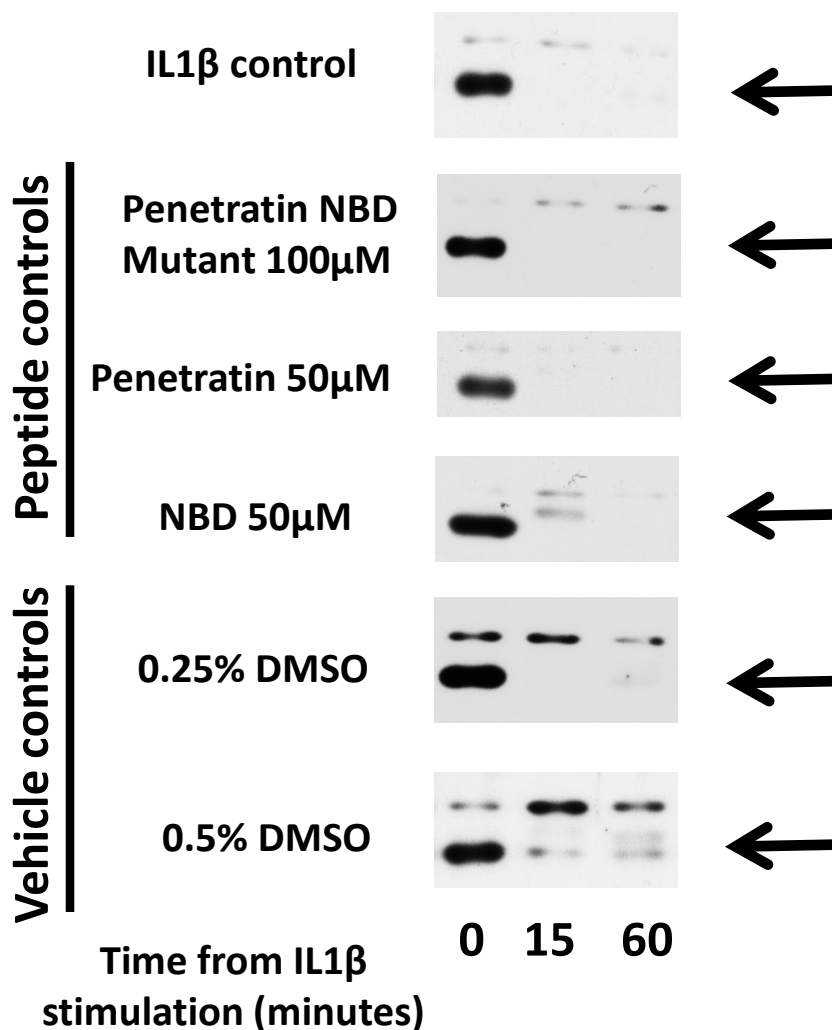 IL1β control
Peptide controls
Penetratin NBD
Mutant 100µM
Penetratin 50µM
NBD 50µM
Vehicle controls
0.25% DMSO
0.5% DMSO
0 15 60
Time from IL1β
stimulation (minutes)